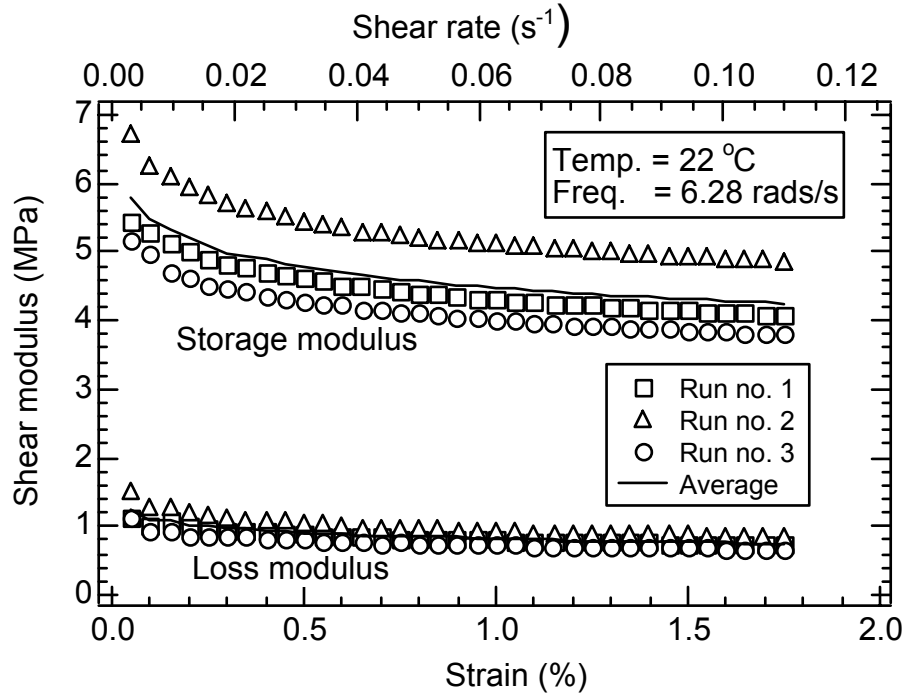 Shear rate (s-1)
0.00 0.02 0.04 0.06 0.08 0.10 0.12
7
6
5
4
3
2
1
0
Shear modulus (MPa)
Temp. = 22 oC
Freq. = 6.28 rads/s
Storage modulus
Run no. 1
Run no. 2
Run no. 3
Average
Loss modulus
0.0 0.5 1.0 1.5 2.0
Strain (%)